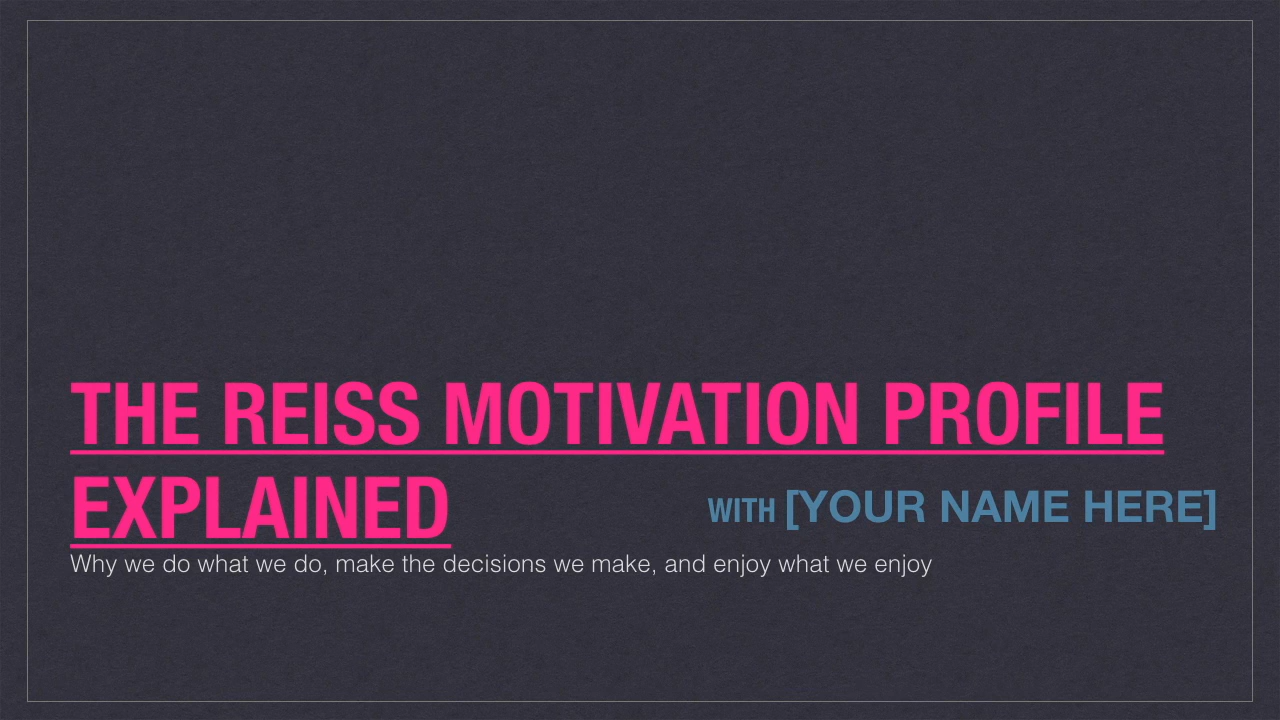 THE REISS MOTIVATION PROFILE
EXPLAINED
WITH [YOUR NAME HERE]
Why we do what we do, make the decisions we make, and enjoy what we enjoy